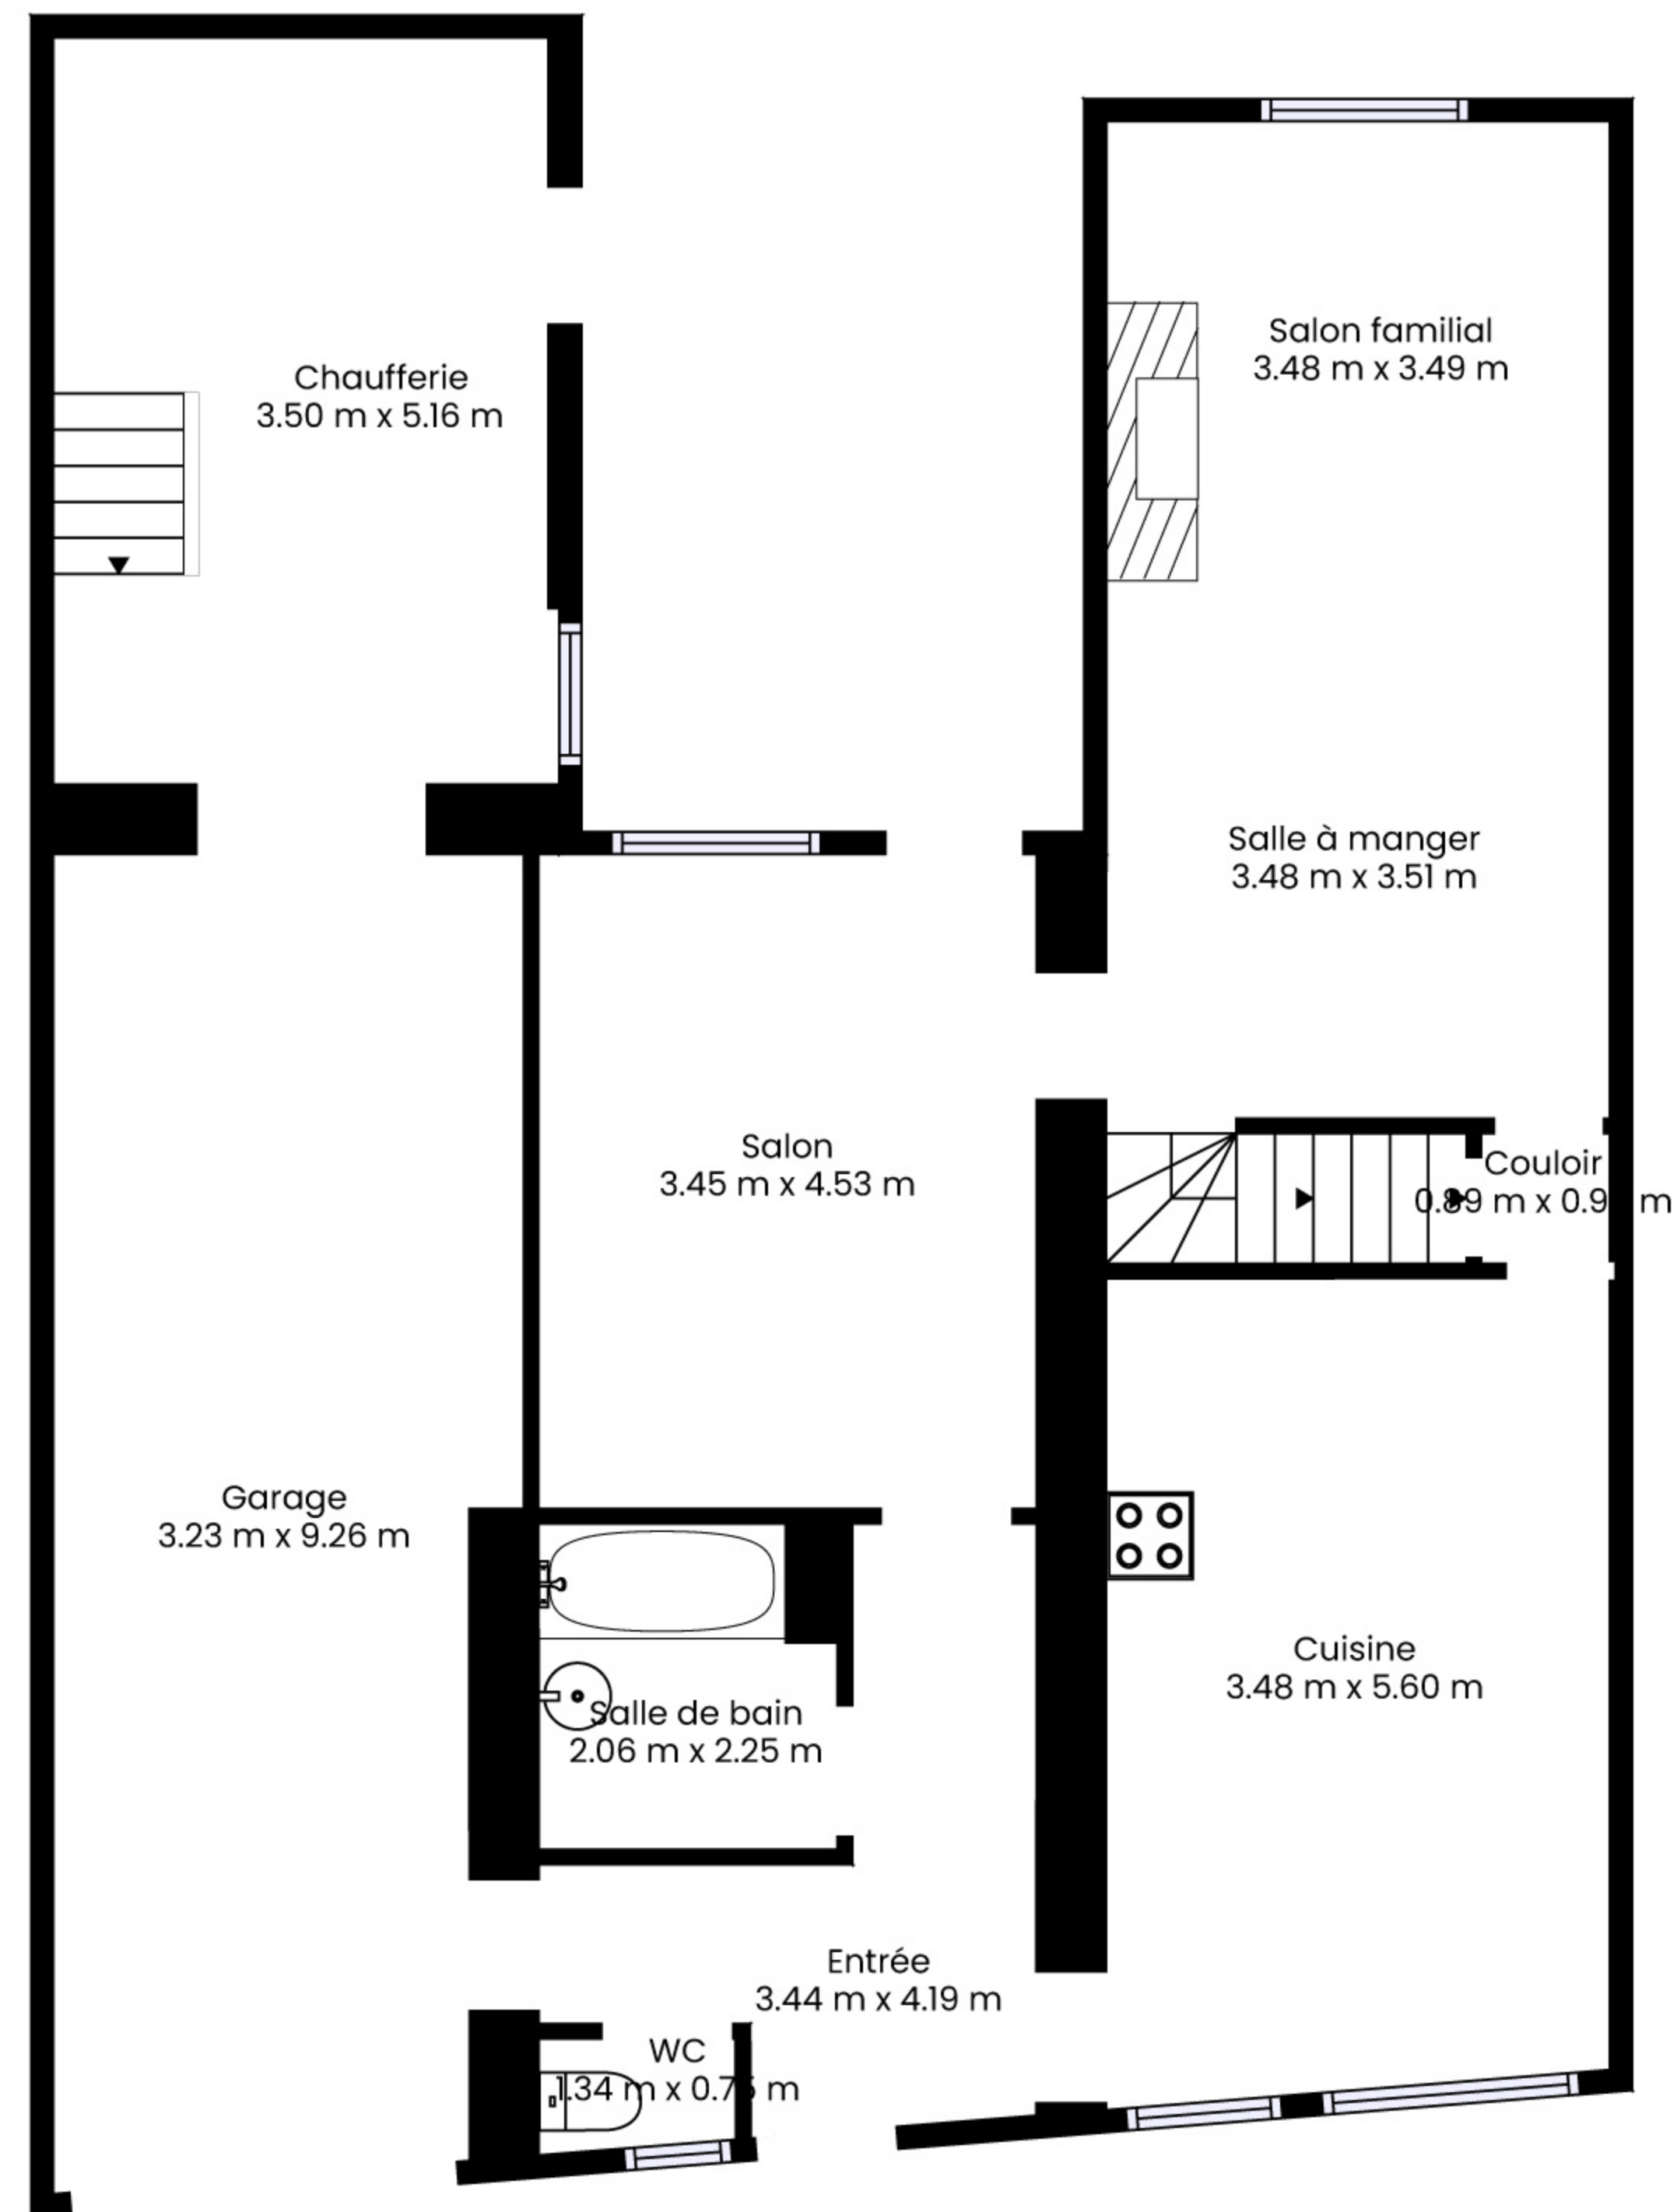 Salon familial
3.48 m x 3.49 m
Chaufferie
3.50 m x 5.16 m
Salle à manger
3.48 m x 3.51 m
Salon
3.45 m x 4.53 m
Couloir
m x
m
Garage
3.23 m x 9.26 m
Cuisine
3.48 m x 5.60 m
Salle de bain
2.06 m x 2.25 m
Entrée
3.44 m x 4.19 m
WC
1.34 m x
m